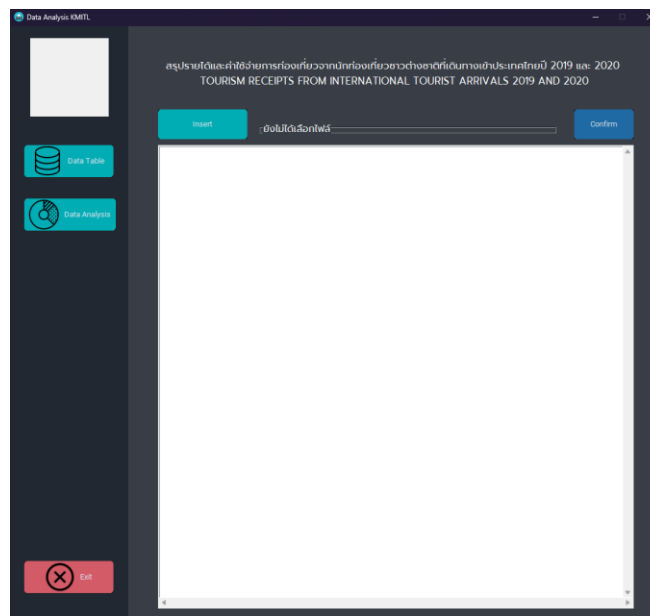 Data Analysis KMITL
สรุปรายได้และค่าใช้จ่ายการท่องเที่ยวจากนักท่องเที่ยวชาวต่างชาติที่เดินทางเข้าประเทศไทยปี 2019 และ 2020
TOURISM RECEIPTS FROM INTERNATIONAL TOURIST ARRIVALS 2019 AND 2020
Insert
ยังไม่ได้เลือกไฟล์
Confirm
Data Table
Data Analysis
Exit